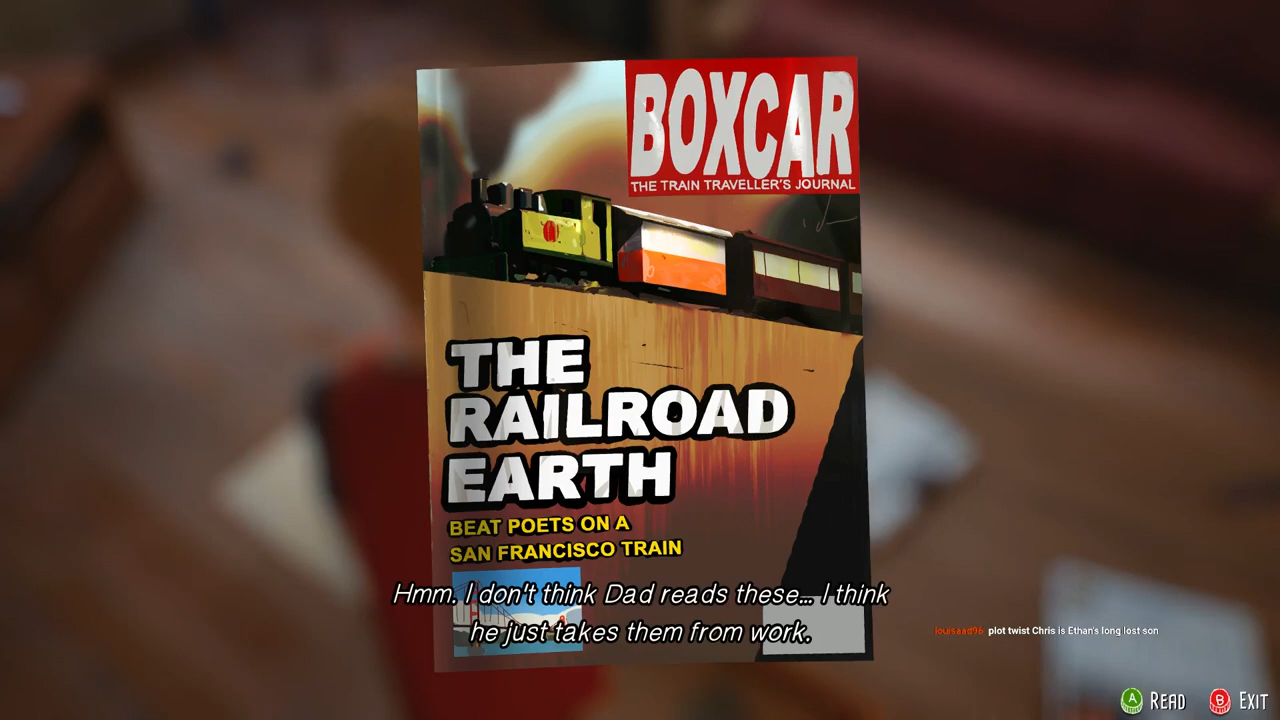 BOXCAR
THE TRAIN TRAVELLER'S JOURNAL
THE
RAILROAD
EARTH
BEAT POETS ON A
SAN FRANCISCO TRAIN
Hmm. I don't think Dad reads these... I think
he just takes them from work.
louisaad96: plot twist Chris is Ethan's long lost son
A READ B EXIT